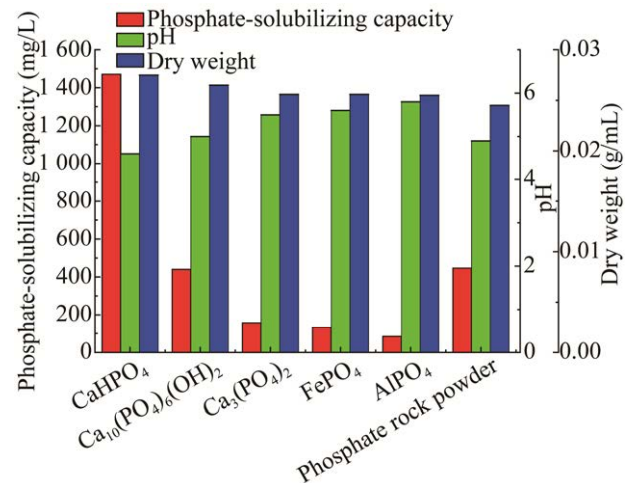 Phosphate-solubilizing capacity
pH
Dry weight
Phosphate-solubilizing capacity (mg/L)
1 600
1 400
1 200
1 000
800
600
400
200
0
6
4
2
0
pH
0.03
0.02
0.01
0.00
Dry weight (g/mL)
CaHPO₄
Ca₁₀(PO₄)₆(OH)₂
Ca₃(PO₄)₂
FePO₄
AlPO₄
Phosphate rock powder